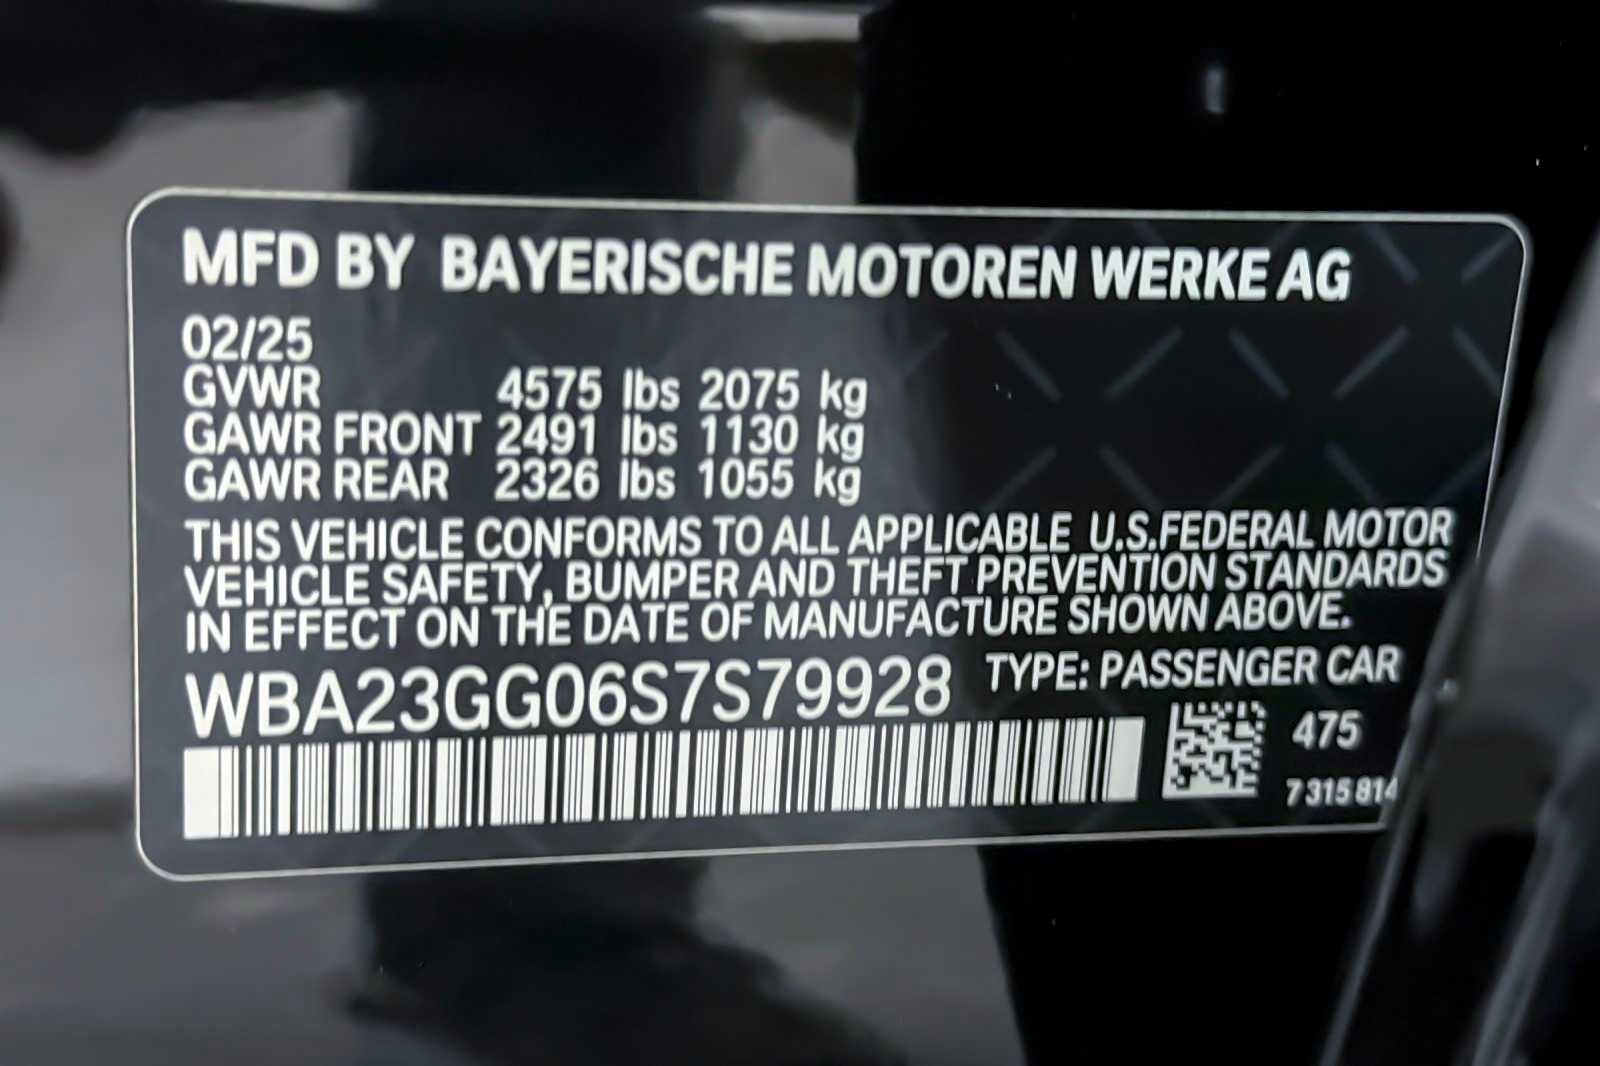 MFD BY BAYERISCHE MOTOREN WERKE AG
02/25
GVWR 4575 lbs 2075 kg
GAWR FRONT 2491 lbs 1130 kg
GAWR REAR 2326 lbs 1055 kg
THIS VEHICLE CONFORMS TO ALL APPLICABLE U.S.FEDERAL MOTOR
VEHICLE SAFETY, BUMPER AND THEFT PREVENTION STANDARDS
IN EFFECT ON THE DATE OF MANUFACTURE SHOWN ABOVE.
WBA23GG06S7S79928 TYPE: PASSENGER CAR
475
7 315 814